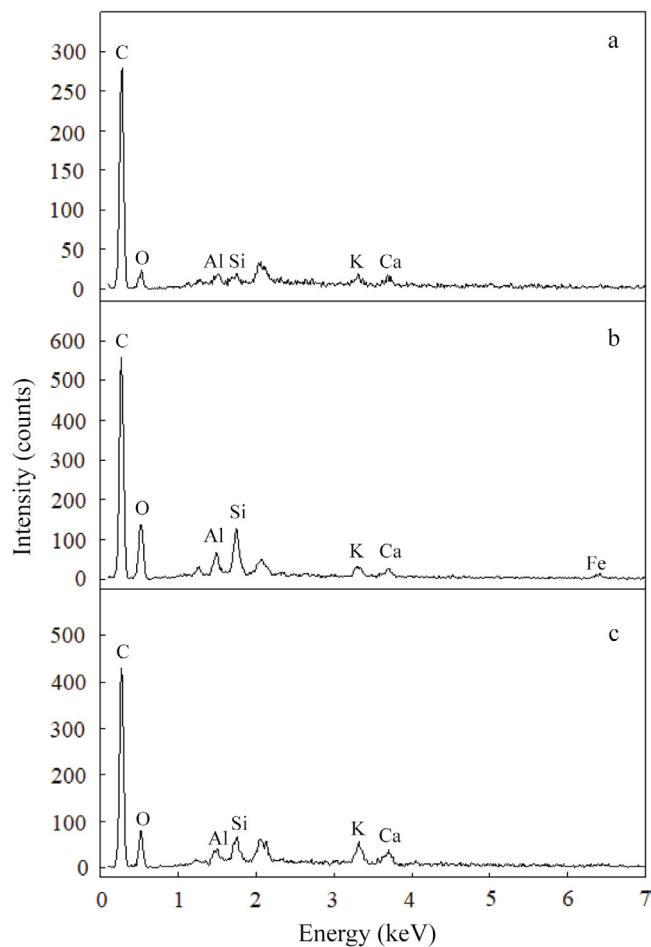 a
C
300
250
200
150
100
50
0
O
Al
Si
K
Ca
b
C
600
500
400
300
200
100
0
O
Al
Si
K
Ca
Fe
Intensity (counts)
c
C
500
400
300
200
100
0
O
Al
Si
K
Ca
0 1 2 3 4 5 6 7
Energy (keV)